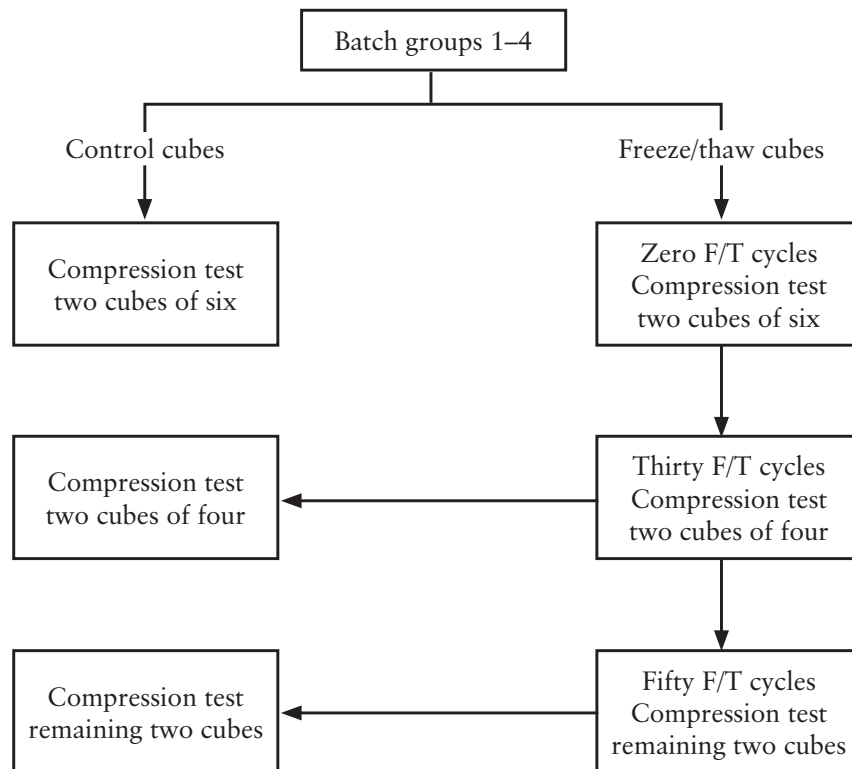 Batch groups 1–4
Control cubes
Freeze/thaw cubes
Compression test
two cubes of six
Zero F/T cycles
Compression test
two cubes of six
Compression test
two cubes of four
Thirty F/T cycles
Compression test
two cubes of four
Compression test
remaining two cubes
Fifty F/T cycles
Compression test
remaining two cubes